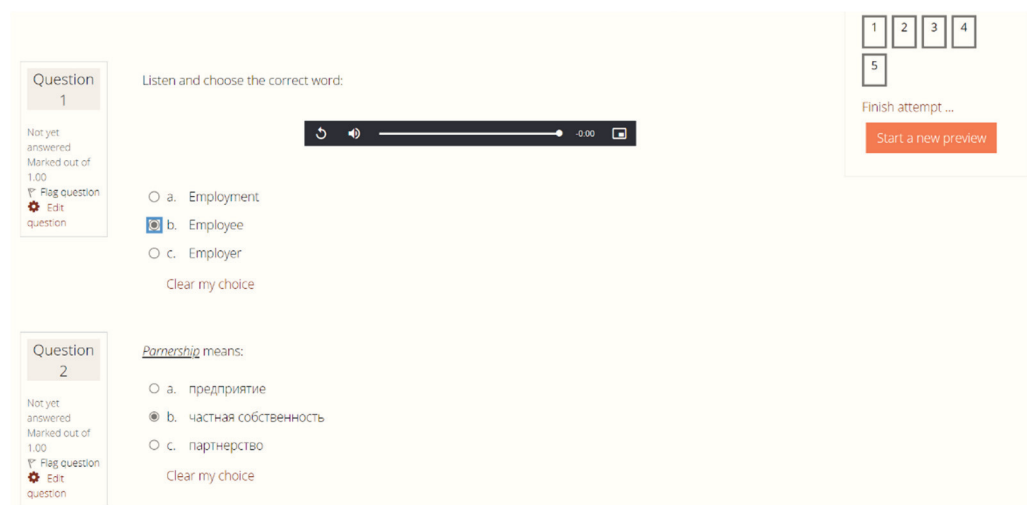 1 2 3 4
5
Finish attempt ...
Start a new preview
Question
1
Not yet
answered
Marked out of
1.00
Flag question
Edit
question
Listen and choose the correct word:
-0:00
a. Employment
b. Employee
c. Employer
Clear my choice
Question
2
Not yet
answered
Marked out of
1.00
Flag question
Edit
question
Parnership means:
a. предприятие
b. частная собственность
c. партнерство
Clear my choice